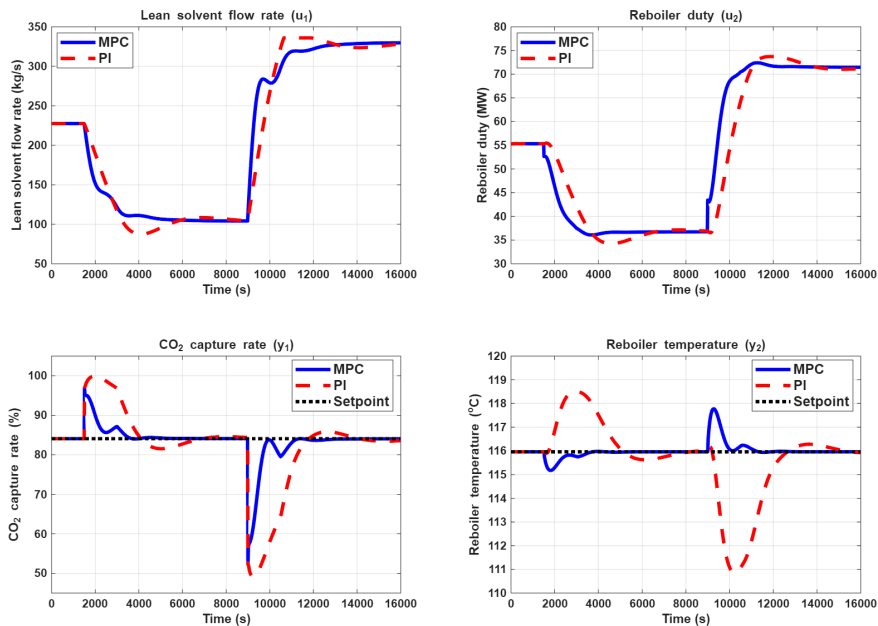 Lean solvent flow rate (u₁)
Lean solvent flow rate (kg/s)
350
300
250
200
150
100
50
MPC
PI
0 2000 4000 6000 8000 10000 12000 14000 16000
Time (s)
Reboiler duty (u₂)
Reboiler duty (MW)
80
75
70
65
60
55
50
45
40
35
30
MPC
PI
0 2000 4000 6000 8000 10000 12000 14000 16000
Time (s)
CO₂ capture rate (y₁)
CO₂ capture rate (%)
100
90
80
70
60
50
MPC
PI
Setpoint
0 2000 4000 6000 8000 10000 12000 14000 16000
Time (s)
Reboiler temperature (y₂)
Reboiler temperature (°C)
120
119
118
117
116
115
114
113
112
111
110
MPC
PI
Setpoint
0 2000 4000 6000 8000 10000 12000 14000 16000
Time (s)